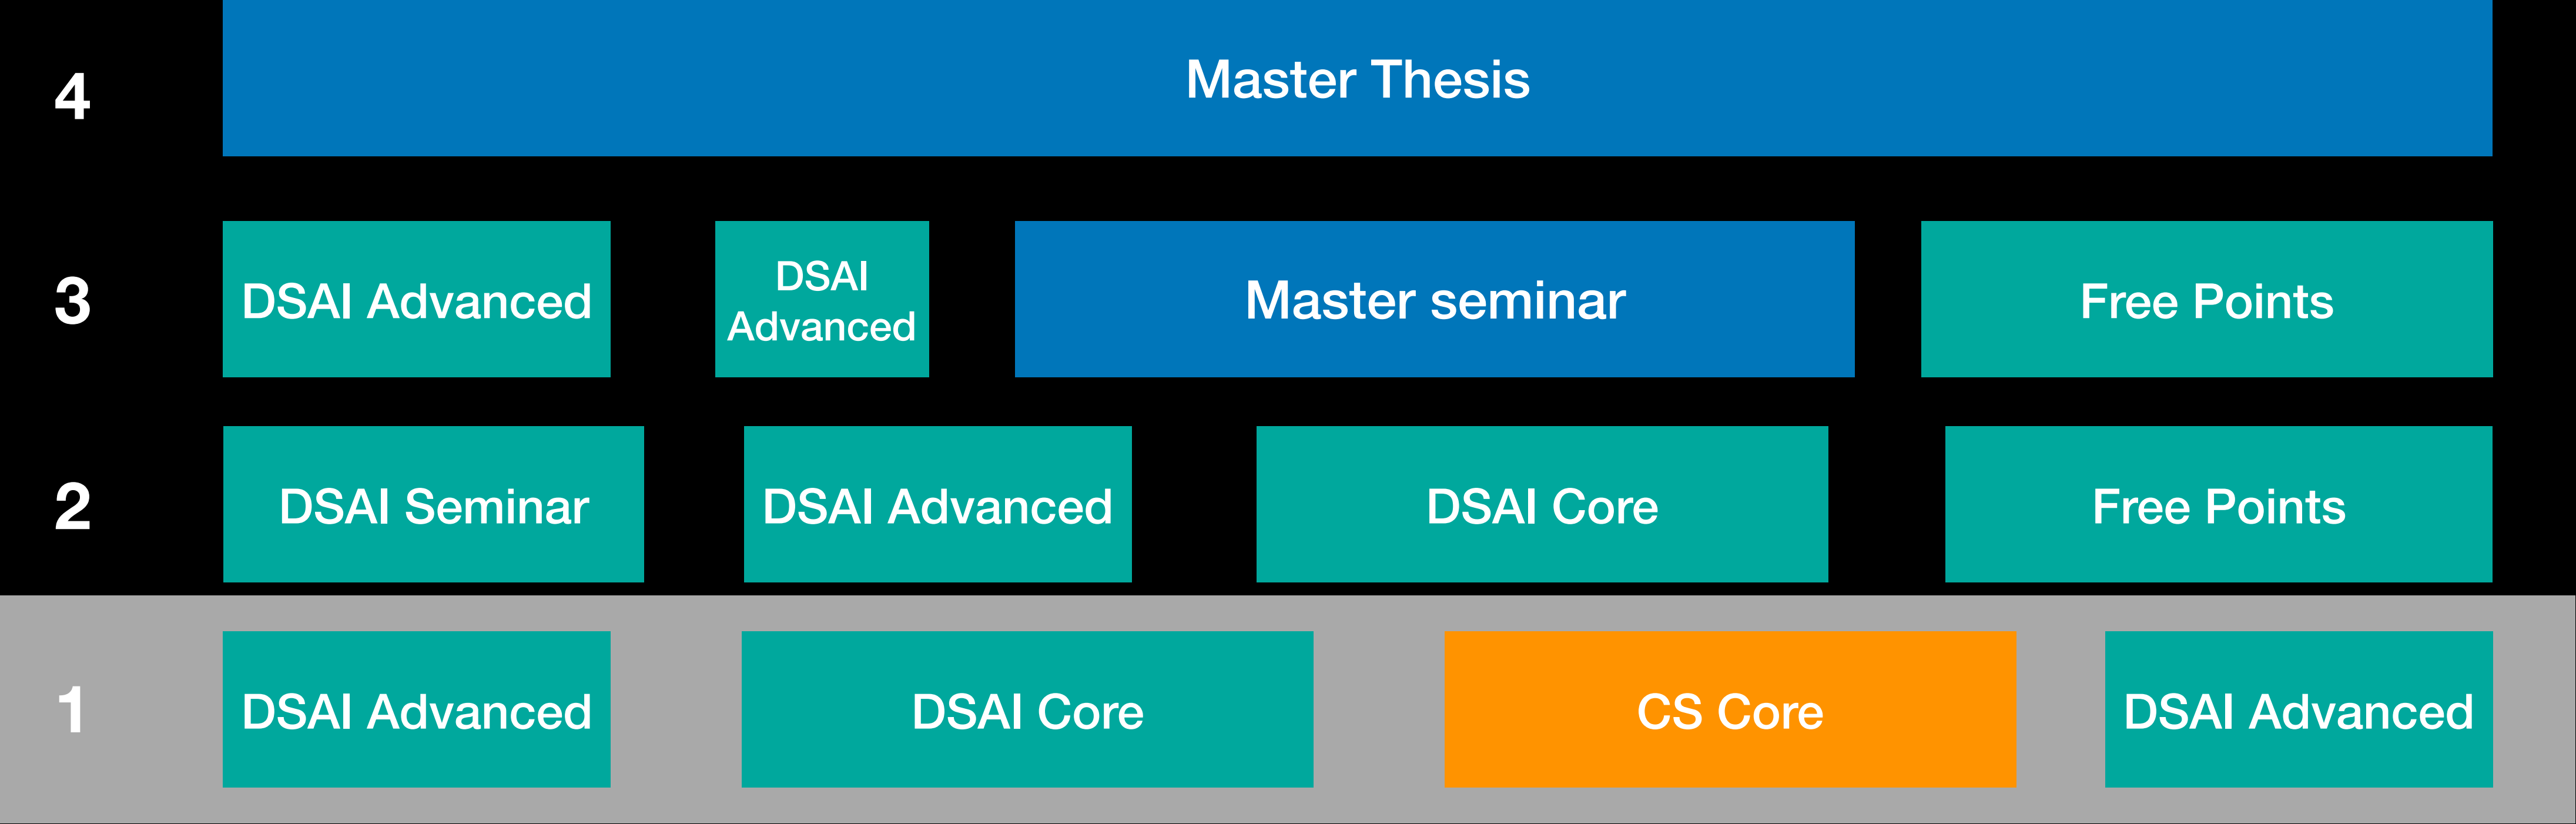 4
Master Thesis
3
DSAI Advanced
DSAI
Advanced
Master seminar
Free Points
2
DSAI Seminar
DSAI Advanced
DSAI Core
Free Points
1
DSAI Advanced
DSAI Core
CS Core
DSAI Advanced